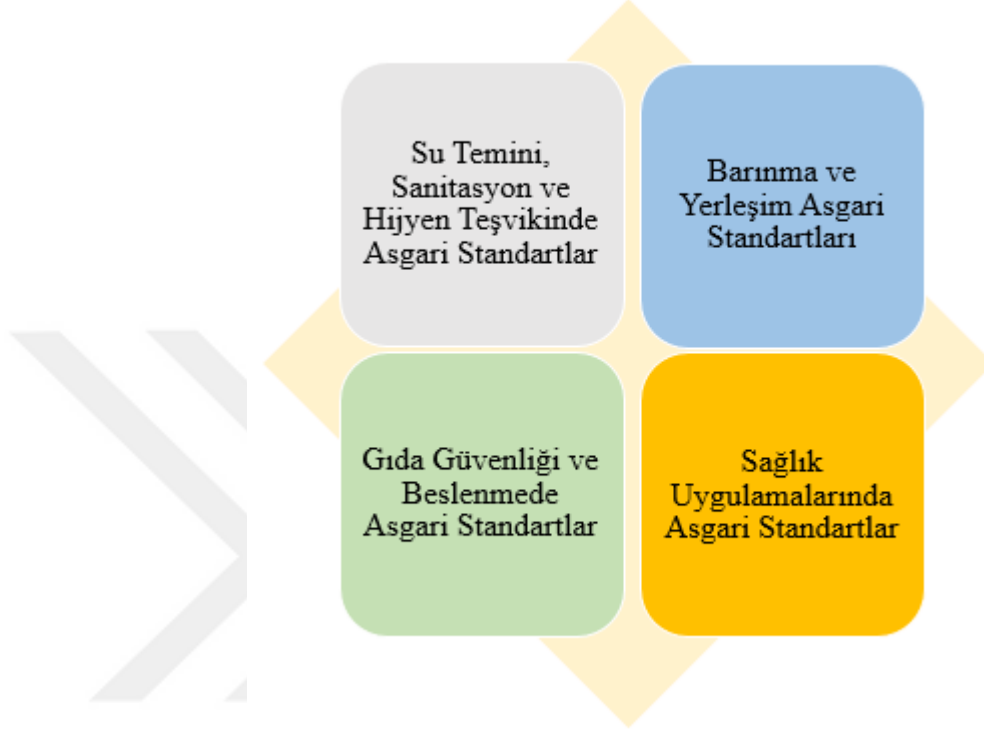 Su Temini,
Sanitasyon ve
Hijyen Teşvikinde
Asgari Standartlar
Barınma ve
Yerleşim Asgari
Standartları
Gıda Güvenliği ve
Beslenmede
Asgari Standartlar
Sağlık
Uygulamalarında
Asgari Standartlar